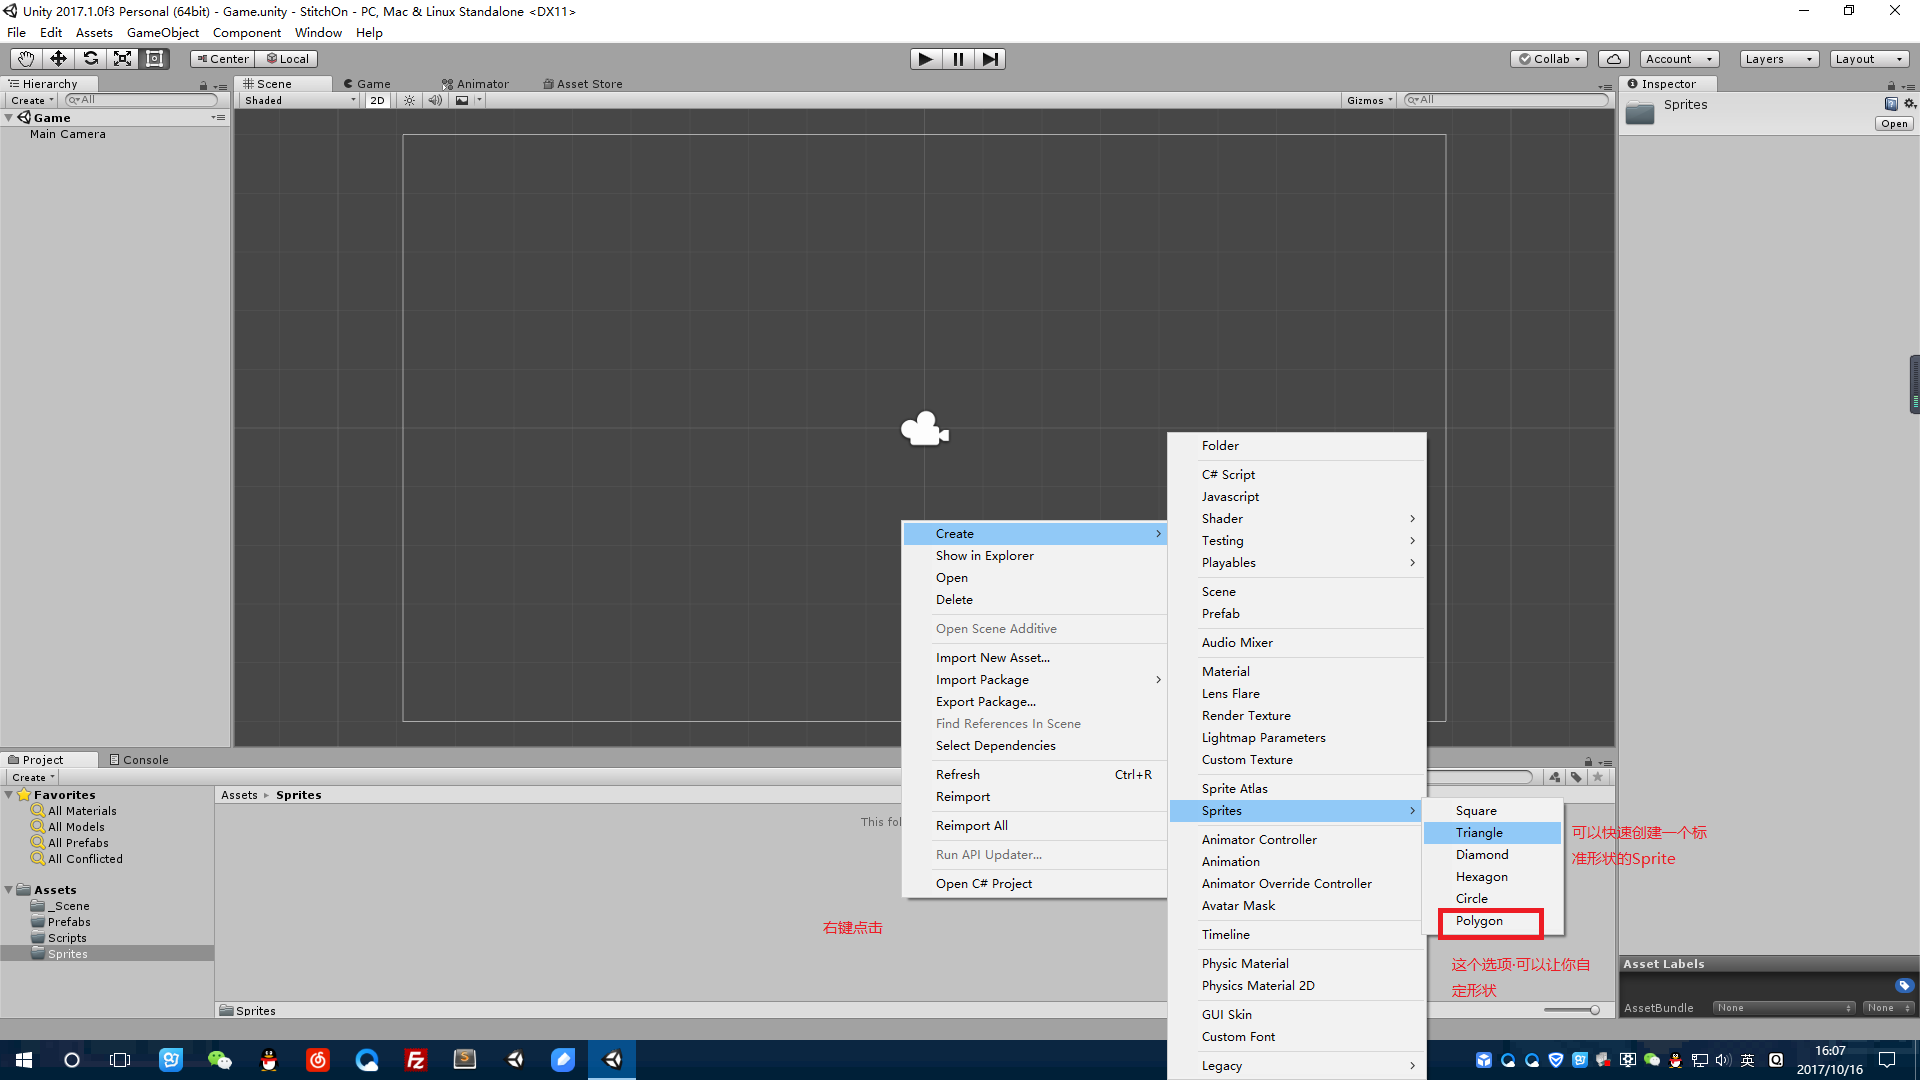 Unity 2017.1.0f3 Personal (64bit) - Game.unity - StitchOn - PC, Mac & Linux Standalone <DX11>
File Edit Assets GameObject Component Window Help
Center Local
Collab Account Layers Layout
Hierarchy
Create All
Game
Main Camera
Scene Game Animator Asset Store
Shaded 2D Gizmos All
Inspector
Sprites
Open
Create
Show in Explorer
Open
Delete
Open Scene Additive
Import New Asset...
Import Package
Export Package...
Find References In Scene
Select Dependencies
Refresh Ctrl+R
Reimport
Reimport All
Run API Updater...
Open C# Project
Folder
C# Script
Javascript
Shader
Testing
Playables
Scene
Prefab
Audio Mixer
Material
Lens Flare
Render Texture
Lightmap Parameters
Custom Texture
Sprite Atlas
Sprites
Animator Controller
Animation
Animator Override Controller
Avatar Mask
Timeline
Physic Material
Physics Material 2D
GUI Skin
Custom Font
Legacy
Square
Triangle
Diamond
Hexagon
Circle
Polygon
可以快速创建一个标
准形状的Sprite
这个选项·可以让你自
定形状
右键点击
Project Console
Create
Favorites
All Materials
All Models
All Prefabs
All Conflicted
Assets
_Scene
Prefabs
Scripts
Sprites
Assets ▸ Sprites
This fol
Sprites
Asset Labels
AssetBundle None None
英
16:07
2017/10/16